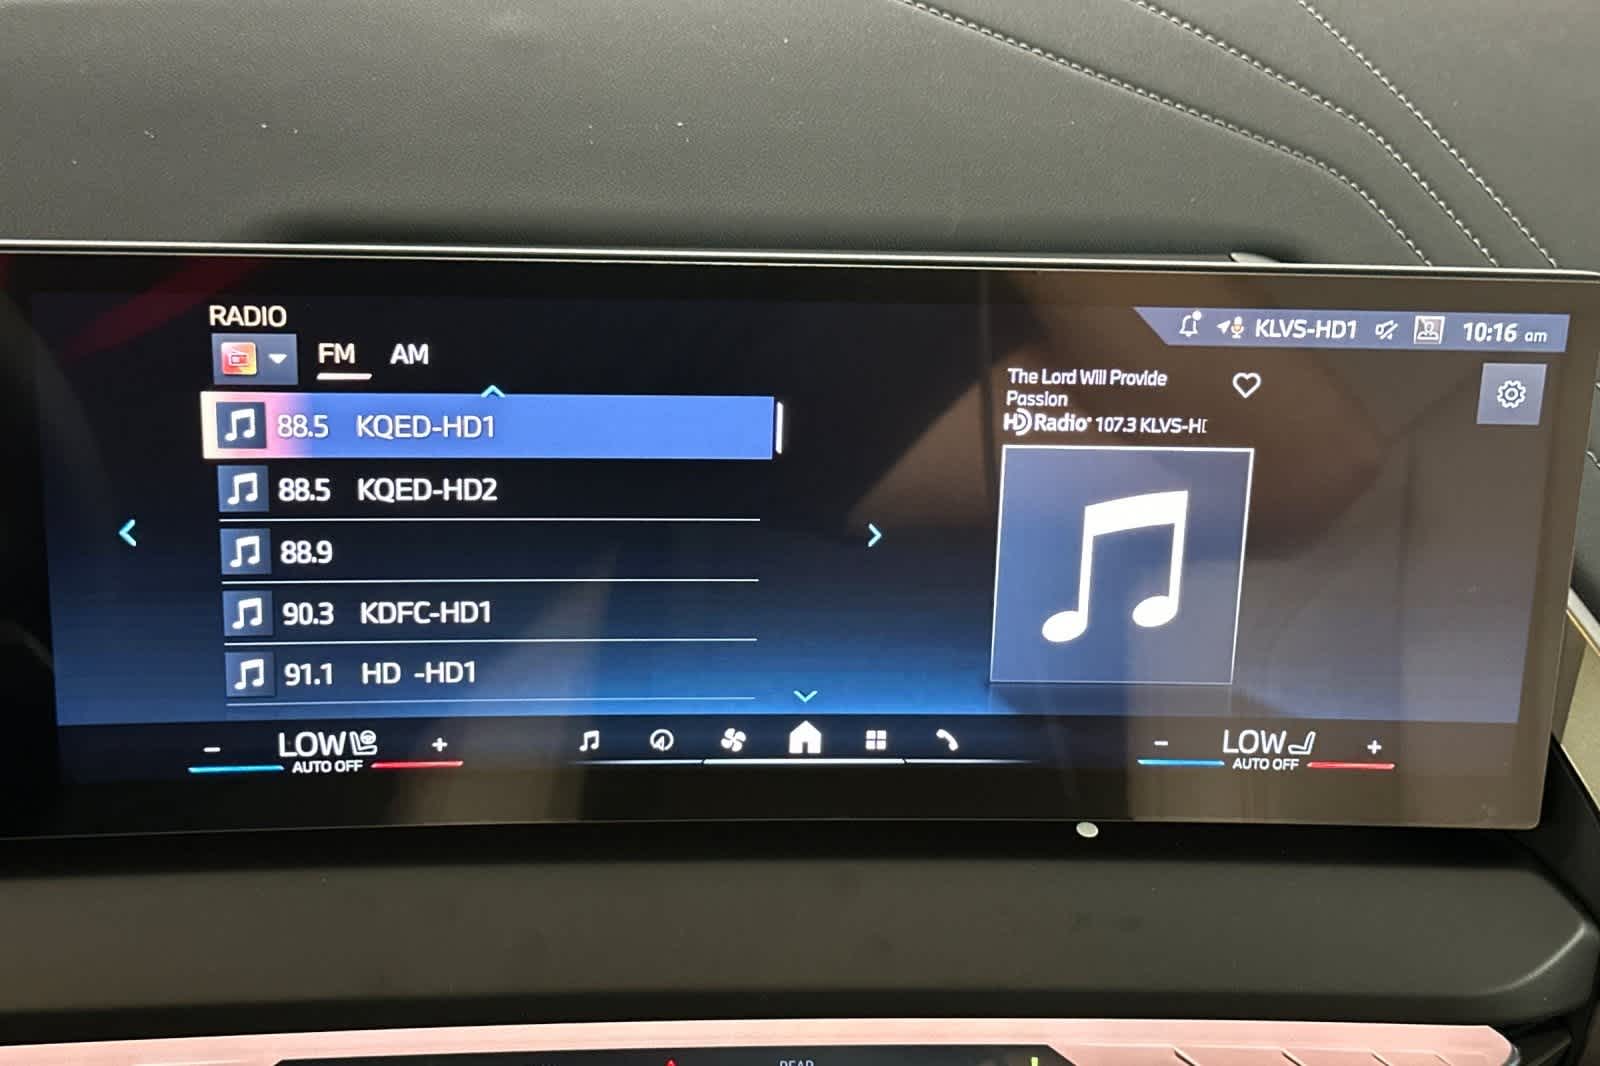 RADIO
FM AM
88.5 KQED-HD1
88.5 KQED-HD2
88.9
90.3 KDFC-HD1
91.1 HD -HD1
KLVS-HD1 10:16 am
The Lord Will Provide
Passion
HD Radio 107.3 KLVS-H
- LOW +
AUTO OFF
- LOW +
AUTO OFF
REAR